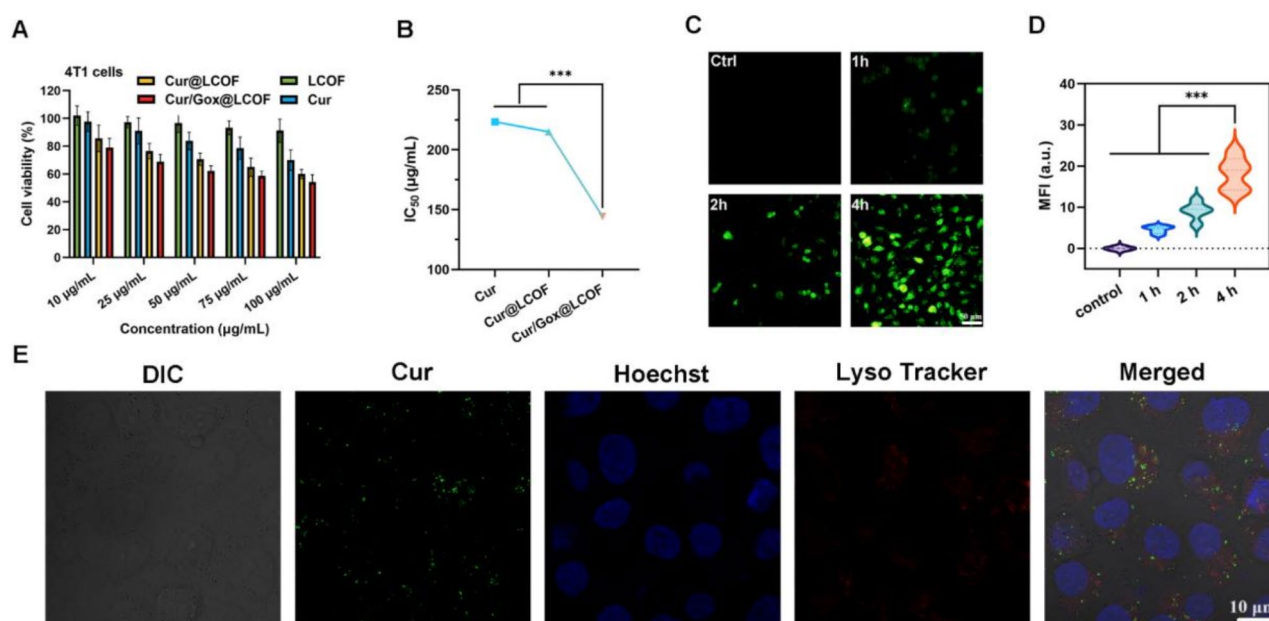 A
4T1 cells
Cur@LCOF
LCOF
Cur/Gox@LCOF
Cur
Cell viability (%)
120
100
80
60
40
20
0
10 µg/mL
25 µg/mL
50 µg/mL
75 µg/mL
100 µg/mL
Concentration (µg/mL)
B
***
IC50 (µg/mL)
250
200
150
100
Cur
Cur@LCOF
Cur/Gox@LCOF
C
Ctrl
1h
2h
4h
50 µm
D
***
MFI (a.u.)
40
30
20
10
0
control
1 h
2 h
4 h
E
DIC
Cur
Hoechst
Lyso Tracker
Merged
10 µm